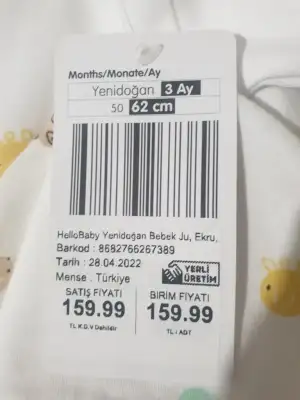 Months/Monate/Ay
Yenidoğan 3 Ay
50 62 cm
HelloBaby Yenidoğan Bebek Ju, Ekru,
Barkod : 8682766267389
Tarih : 28.04.2022
Menşe . Türkiye
YERLİ ÜRETİM
SATIŞ FİYATI BİRİM FİYATI
159.99 159.99
TL K.D.V Dahildir TL / ADT